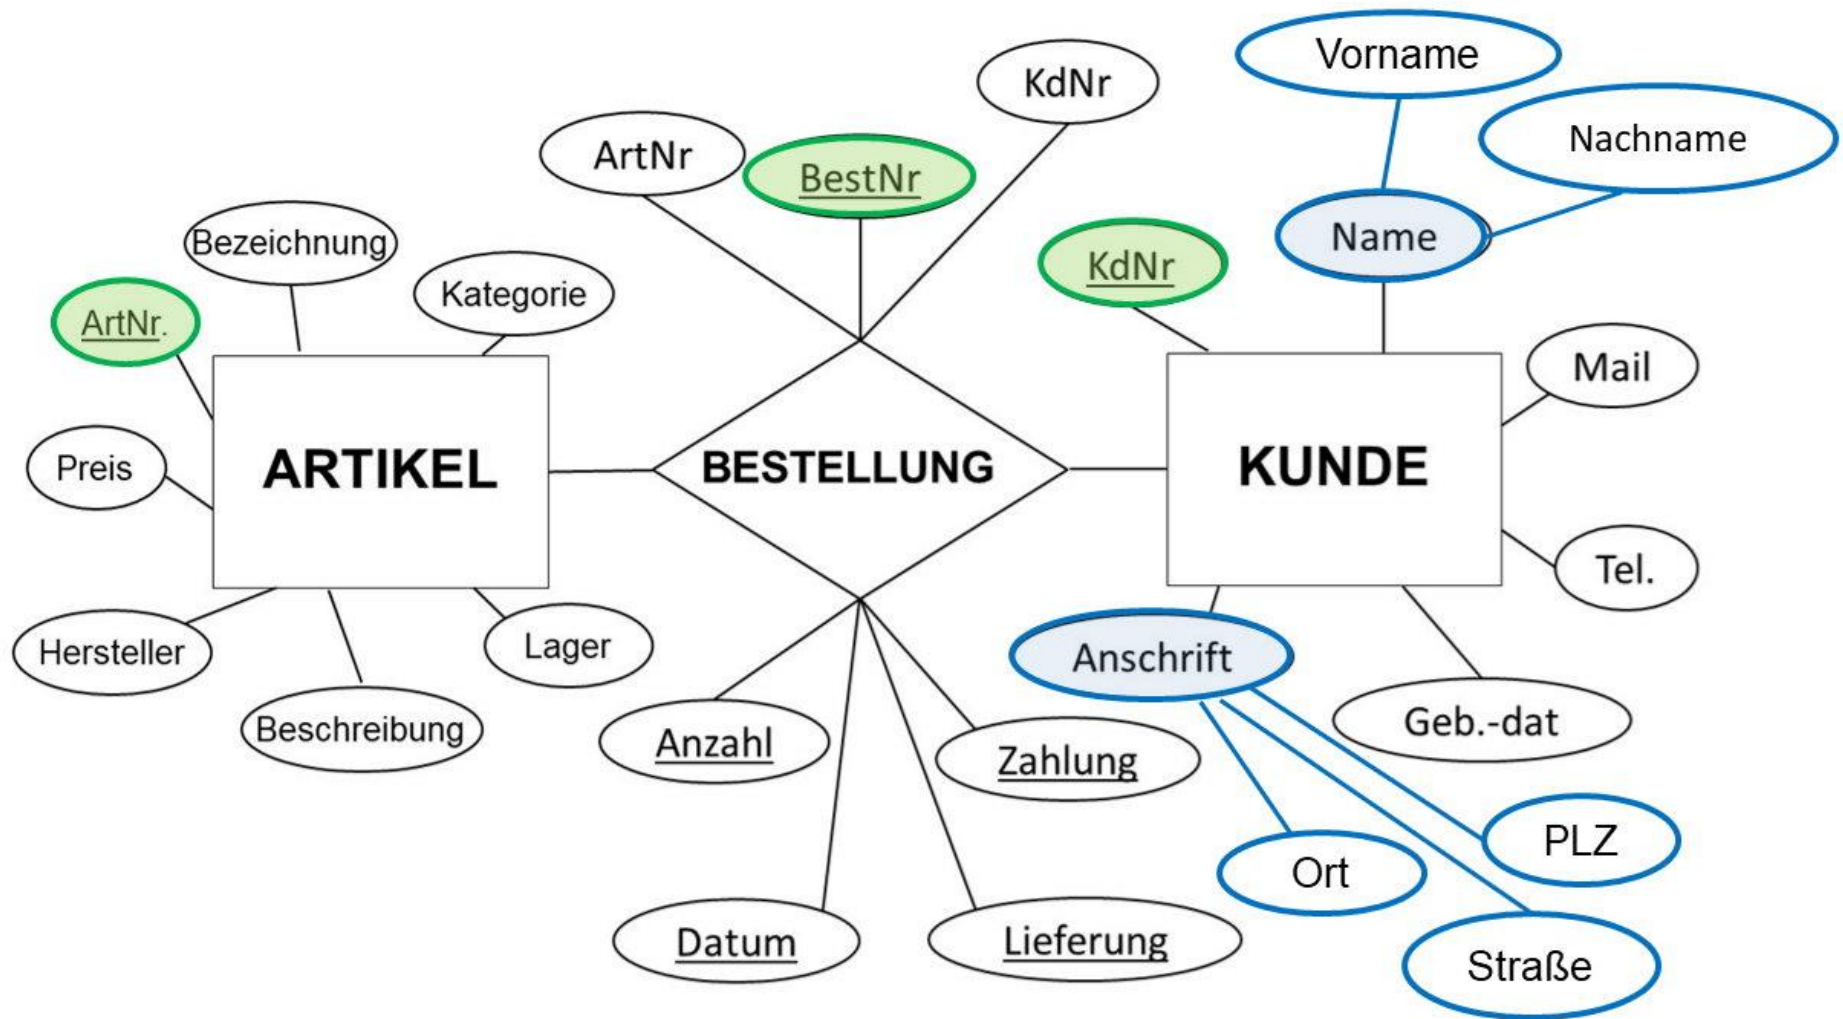 Vorname
KdNr
Nachname
ArtNr
BestNr
Name
Bezeichnung
KdNr
Kategorie
ArtNr.
Mail
Preis
ARTIKEL
BESTELLUNG
KUNDE
Tel.
Hersteller
Lager
Anschrift
Beschreibung
Geb.-dat
Anzahl
Zahlung
PLZ
Ort
Datum
Lieferung
Straße